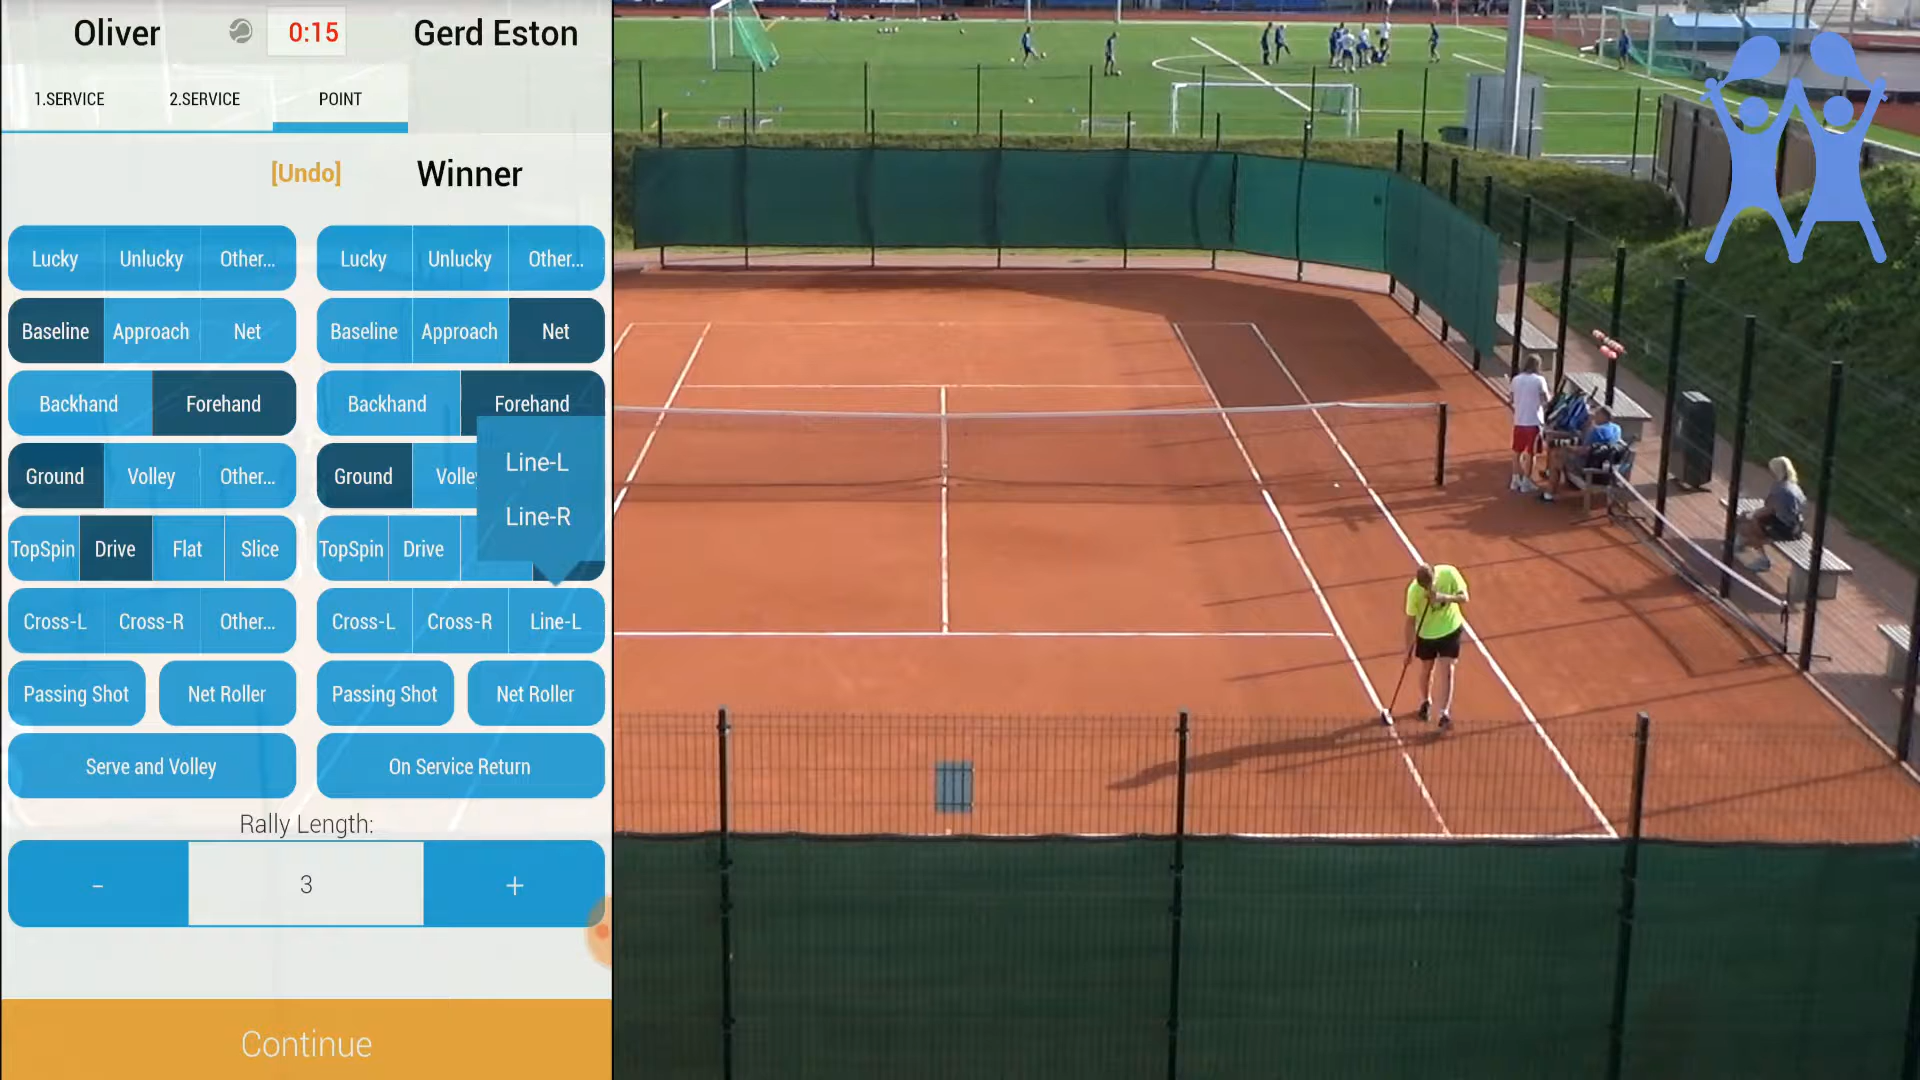 Oliver 0:15 Gerd Eston
1.SERVICE 2.SERVICE POINT
[Undo] Winner
Lucky Unlucky Other... Lucky Unlucky Other...
Baseline Approach Net Baseline Approach Net
Backhand Forehand Backhand Forehand
Line-L
Ground Volley Other... Ground Volle
Line-R
TopSpin Drive Flat Slice TopSpin Drive
Cross-L Cross-R Other... Cross-L Cross-R Line-L
Passing Shot Net Roller Passing Shot Net Roller
Serve and Volley On Service Return
Rally Length:
- 3 +
Continue